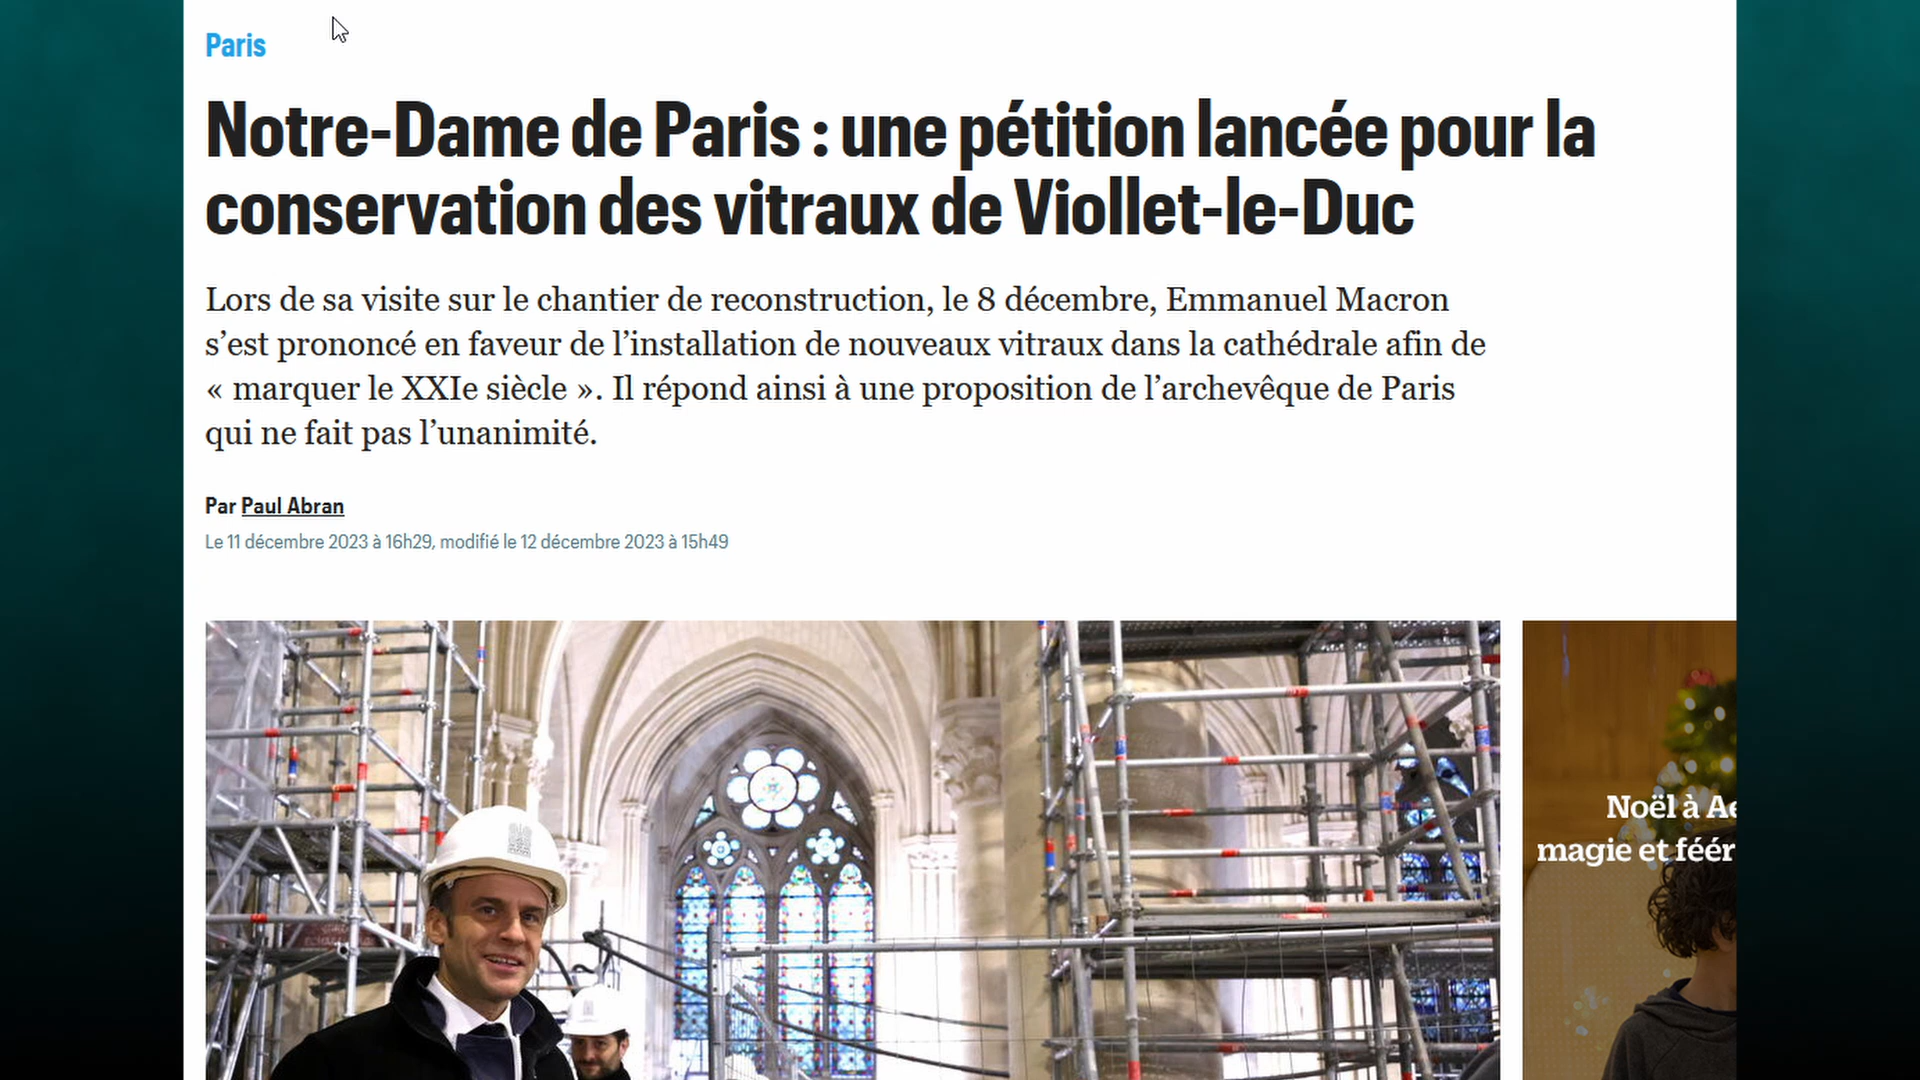 Paris
Notre-Dame de Paris : une pétition lancée pour la
conservation des vitraux de Viollet-le-Duc
Lors de sa visite sur le chantier de reconstruction, le 8 décembre, Emmanuel Macron
s’est prononcé en faveur de l’installation de nouveaux vitraux dans la cathédrale afin de
« marquer le XXIe siècle ». Il répond ainsi à une proposition de l’archevêque de Paris
qui ne fait pas l’unanimité.
Par Paul Abran
Le 11 décembre 2023 à 16h29, modifié le 12 décembre 2023 à 15h49
Noël à
magie et